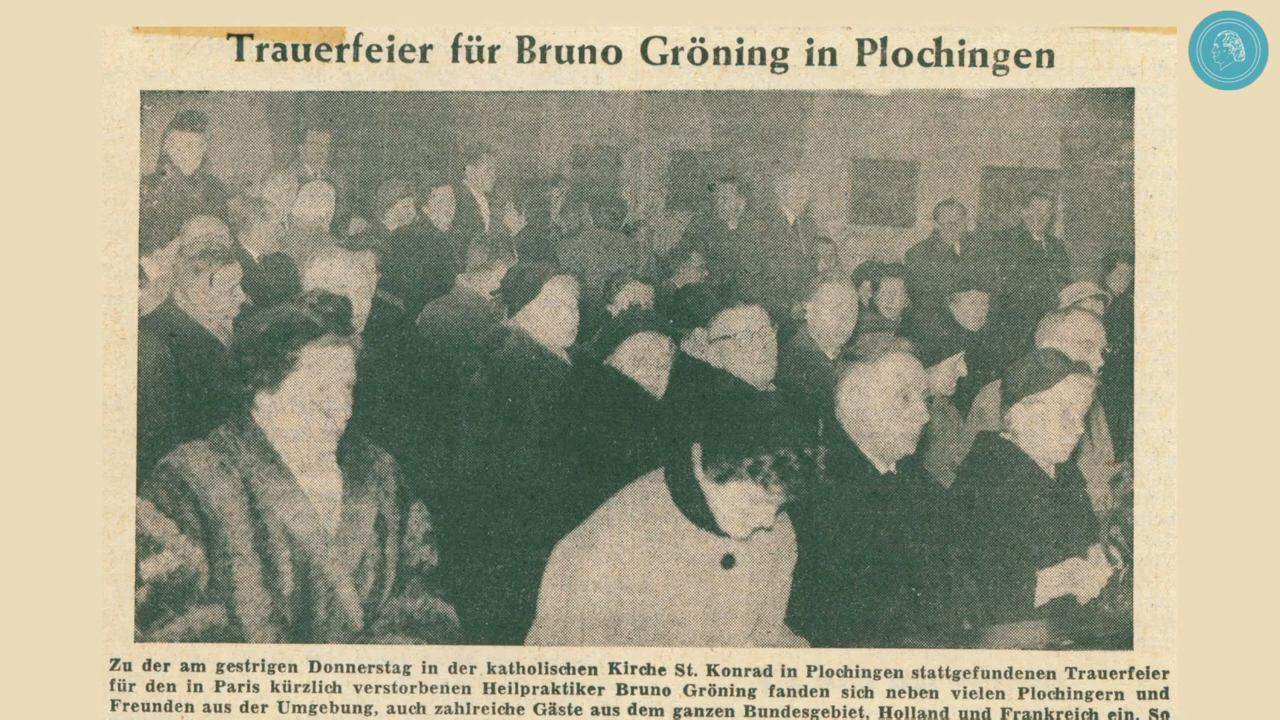 Trauerfeier für Bruno Gröning in Plochingen
Zu der am gestrigen Donnerstag in der katholischen Kirche St. Konrad in Plochingen stattgefundenen Trauerfeier
für den in Paris kürzlich verstorbenen Heilpraktiker Bruno Gröning fanden sich neben vielen Plochingern und
Freunden aus der Umgebung, auch zahlreiche Gäste aus dem ganzen Bundesgebiet, Holland und Frankreich ein. So